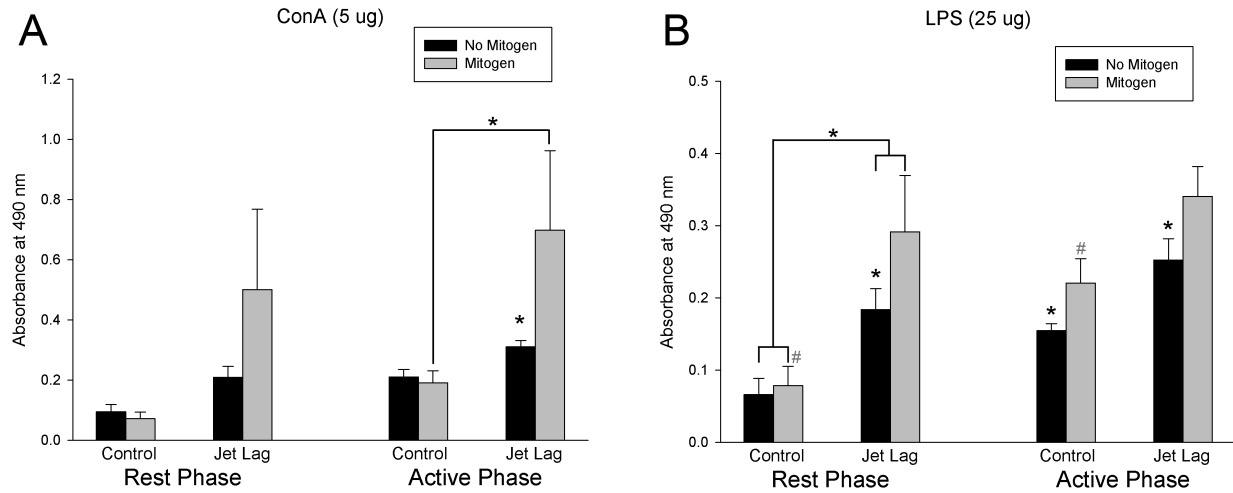 A
ConA (5 ug)
No Mitogen
Mitogen
1.2
1.0
0.8
0.6
0.4
0.2
0.0
Absorbance at 490 nm
*
*
Control
Jet Lag
Control
Jet Lag
Rest Phase
Active Phase
B
LPS (25 ug)
No Mitogen
Mitogen
0.5
0.4
0.3
0.2
0.1
0.0
Absorbance at 490 nm
*
#
*
*
#
*
Control
Jet Lag
Control
Jet Lag
Rest Phase
Active Phase